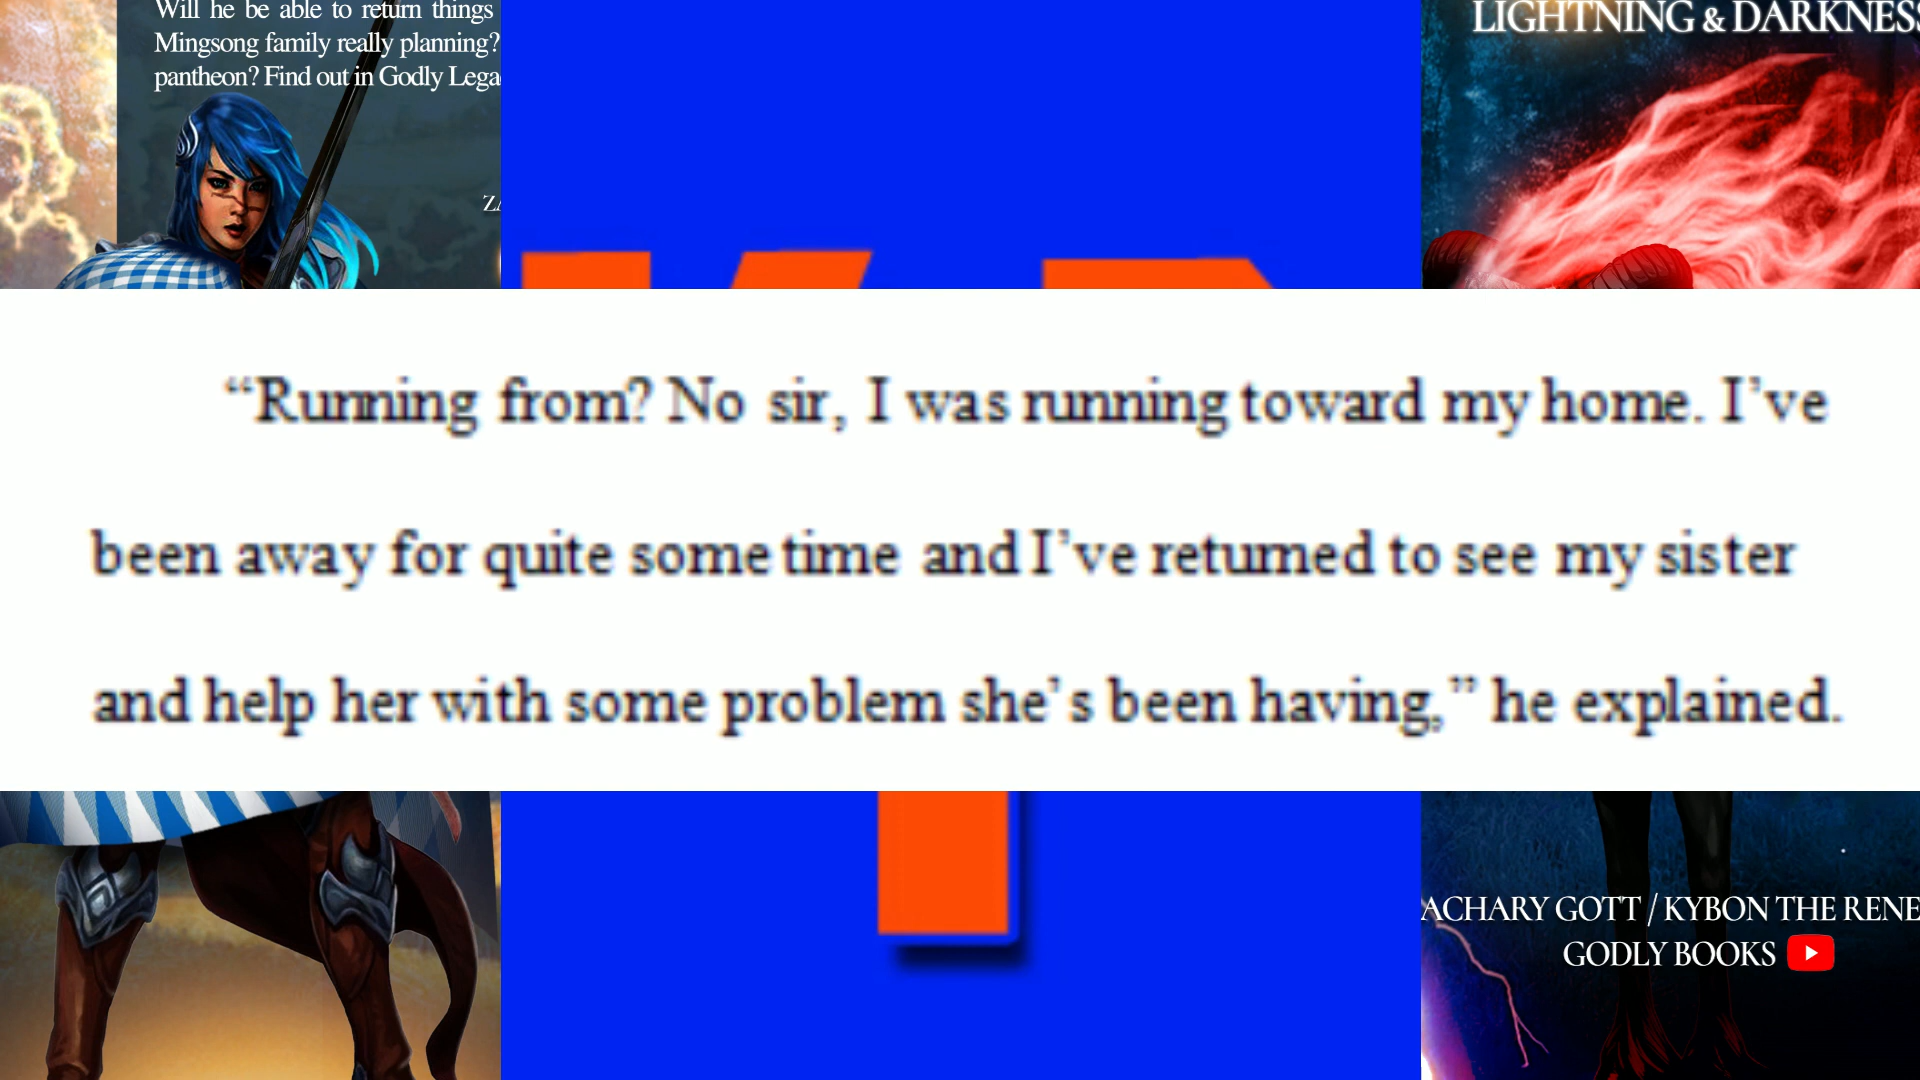 Will he be able to return things
Mingsong family really planning?
pantheon? Find out in Godly Lega
LIGHTNING & DARKNESS
“Running from? No sir, I was running toward my home. I’ve
been away for quite some time and I’ve returned to see my sister
and help her with some problem she’s been having,” he explained.
ACHARY GOTT / KYBON THE RENE
GODLY BOOKS